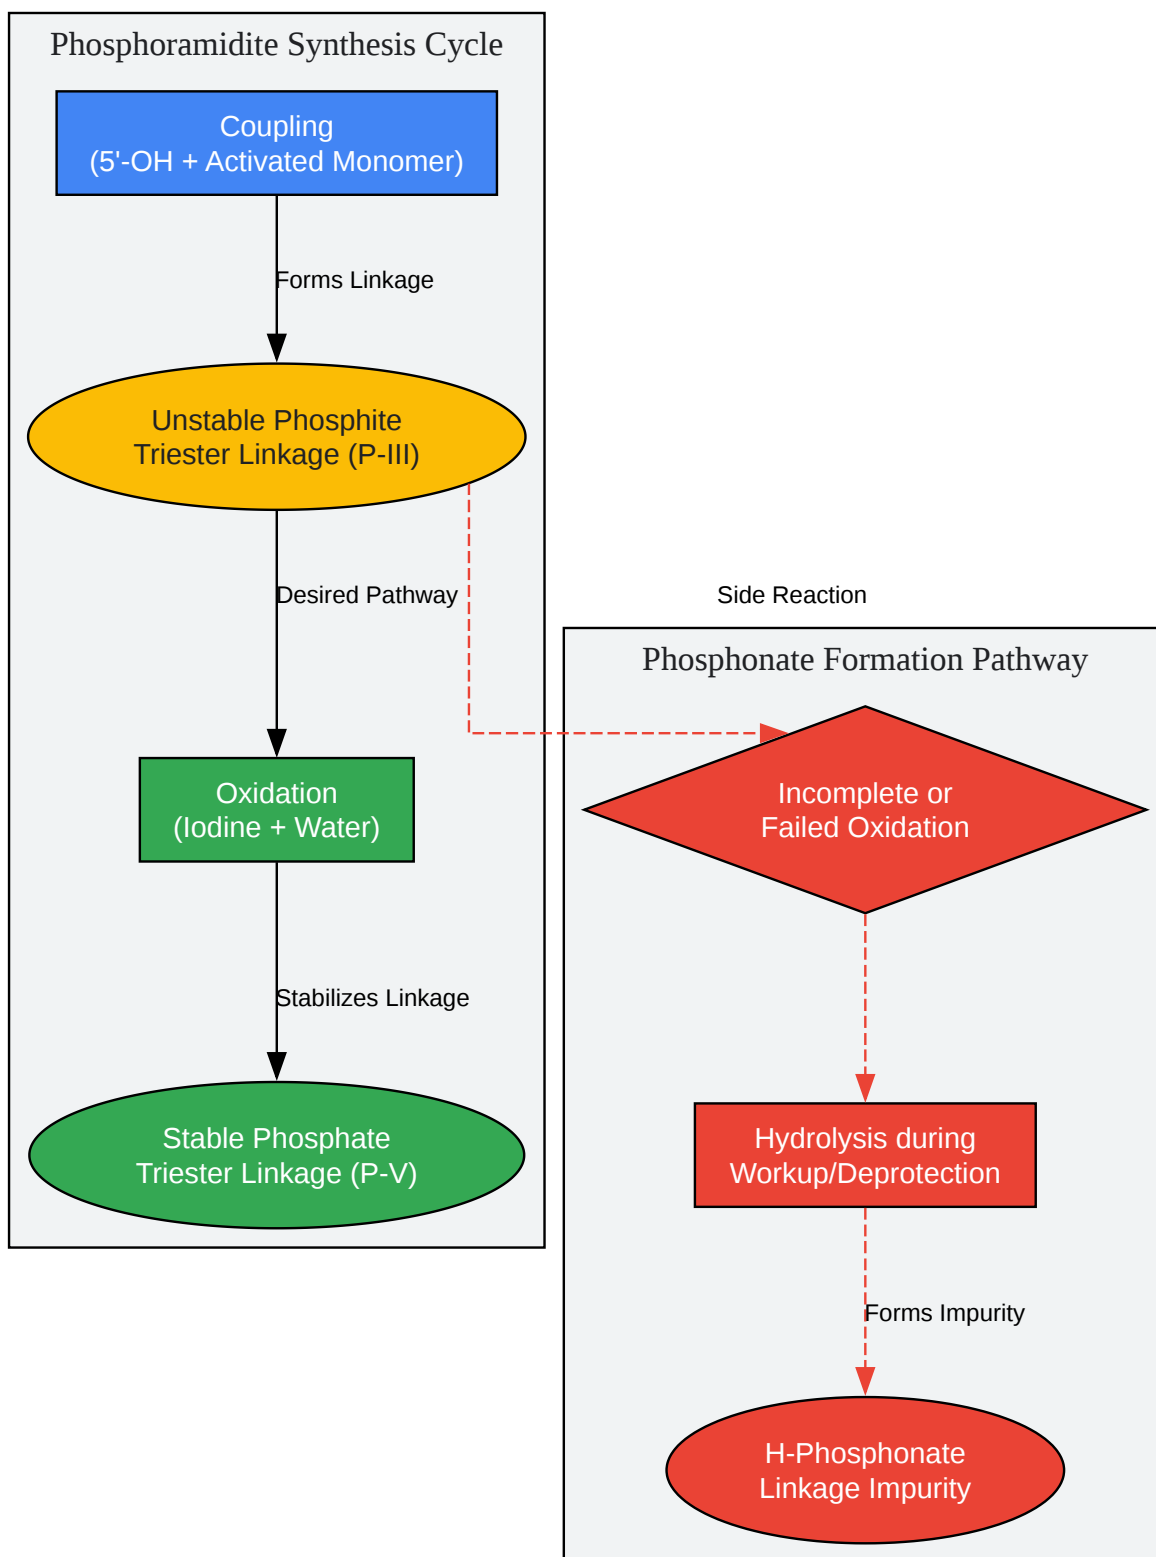 Phosphoramidite Synthesis Cycle
Coupling
(5'-OH + Activated Monomer)
Forms Linkage
Unstable Phosphite
Triester Linkage (P-III)
Desired Pathway
Oxidation
(Iodine + Water)
Stabilizes Linkage
Stable Phosphate
Triester Linkage (P-V)
Side Reaction
Phosphonate Formation Pathway
Incomplete or
Failed Oxidation
Hydrolysis during
Workup/Deprotection
Forms Impurity
H-Phosphonate
Linkage Impurity